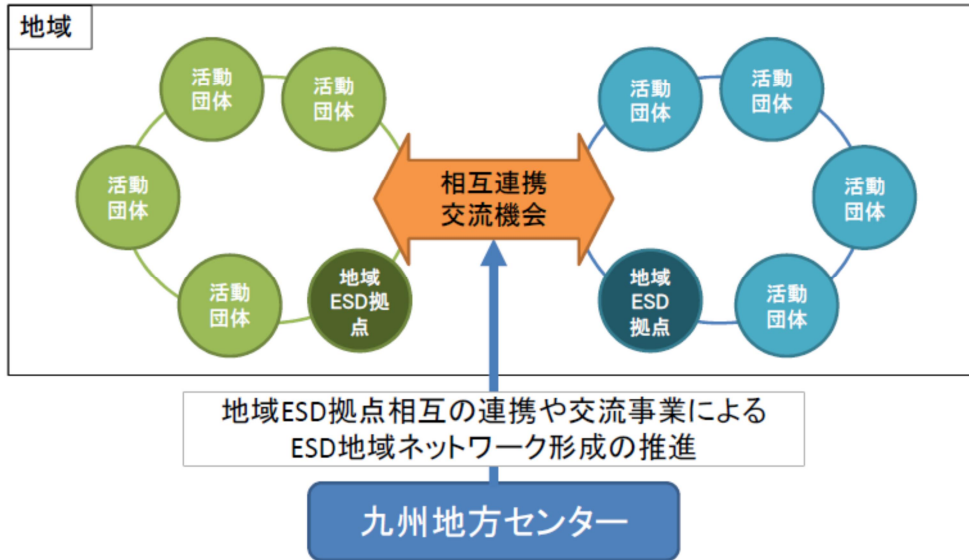 地域
活動
団体
活動
団体
活動
団体
活動
団体
地域
ESD拠
点
相互連携
交流機会
活動
団体
活動
団体
活動
団体
活動
団体
地域
ESD
拠点
地域ESD拠点相互の連携や交流事業による
ESD地域ネットワーク形成の推進
九州地方センター